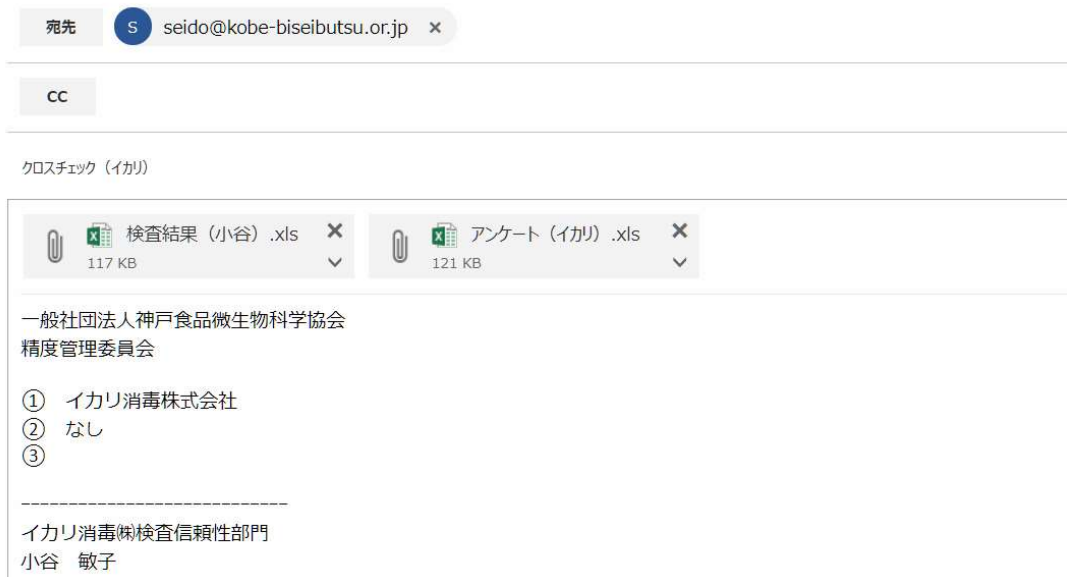 宛先 S seido@kobe-biseibutsu.or.jp ×
CC
クロスチェック（イカリ）
検査結果（小谷）.xls ×
117 KB
アンケート（イカリ）.xls ×
121 KB
一般社団法人神戸食品微生物科学協会
精度管理委員会
① イカリ消毒株式会社
② なし
③
----------------------------
イカリ消毒㈱検査信頼性部門
小谷　敏子